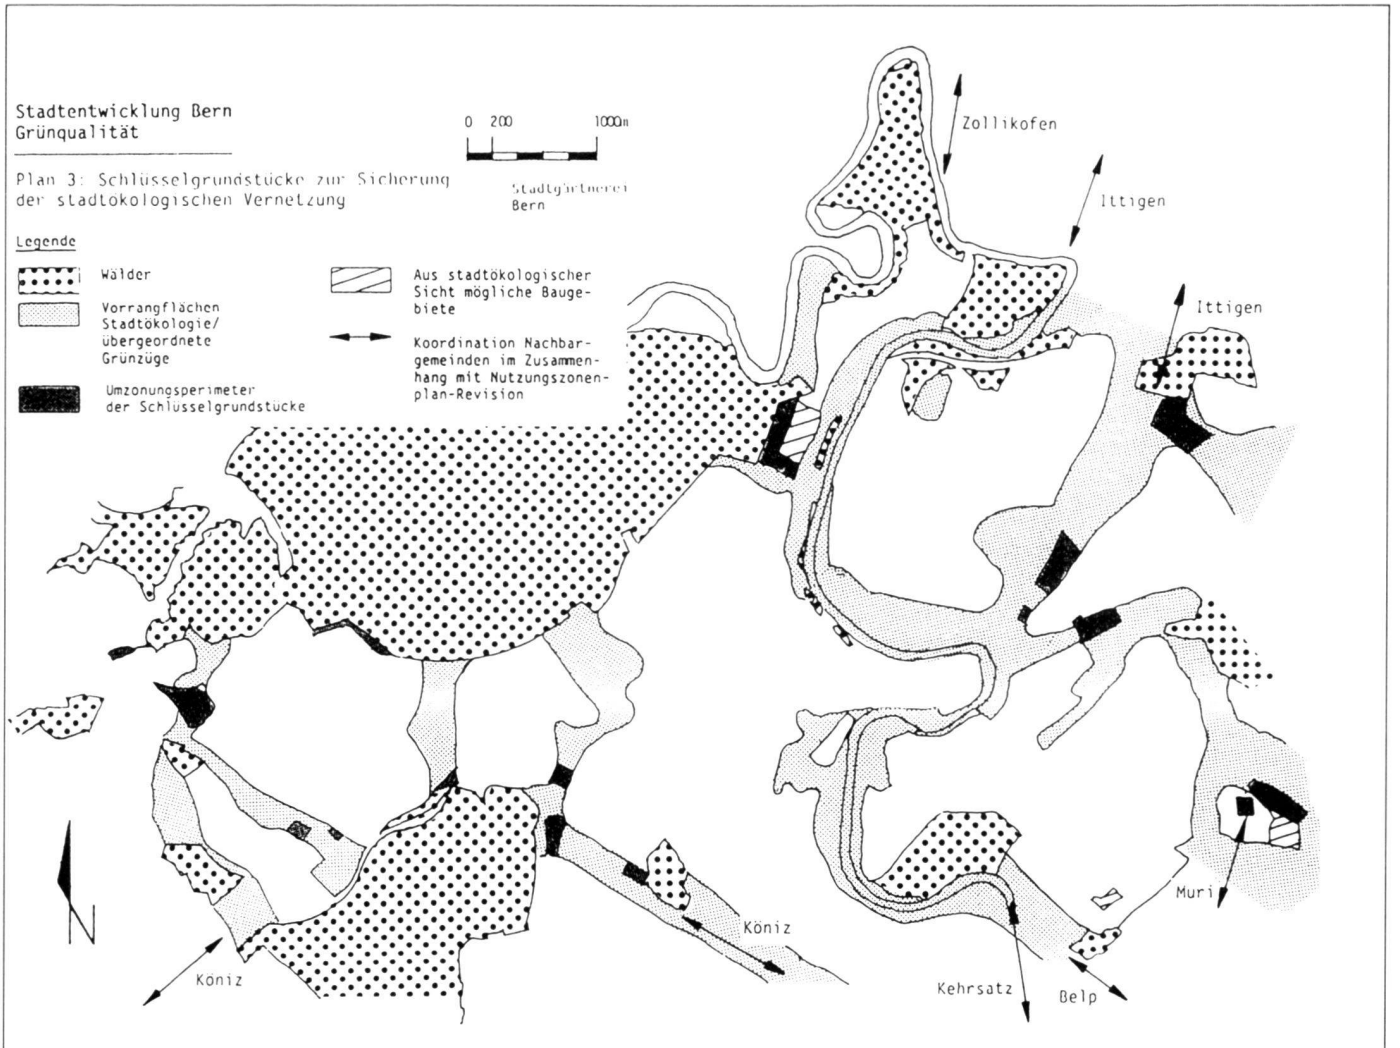 Stadtentwicklung Bern
Grünqualität
Plan 3: Schlüsselgrundstücke zur Sicherung
der stadtökologischen Vernetzung
0 200 1000m
Stadtgärtnerei
Bern
Legende
Wälder
Vorrangflächen
Stadtökologie/
übergeordnete
Grünzüge
Umzonungsperimeter
der Schlüsselgrundstücke
Aus stadtökologischer
Sicht mögliche Bauge-
biete
Koordination Nachbar-
gemeinden im Zusammen-
hang mit Nutzungszonen-
plan-Revision
Zollikofen
Ittigen
Ittigen
Muri
Köniz
Köniz
Kehrsatz
Belp
N